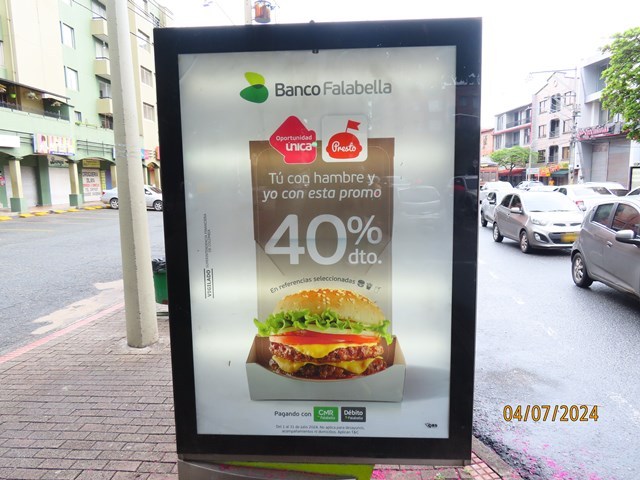 Banco Falabella
Oportunidad
única
Presto
Tú con hambre y
yo con esta promo
40%
dto.
En referencias seleccionadas
VIGILADO
Pagando con
CMR
Débito
04/07/2024